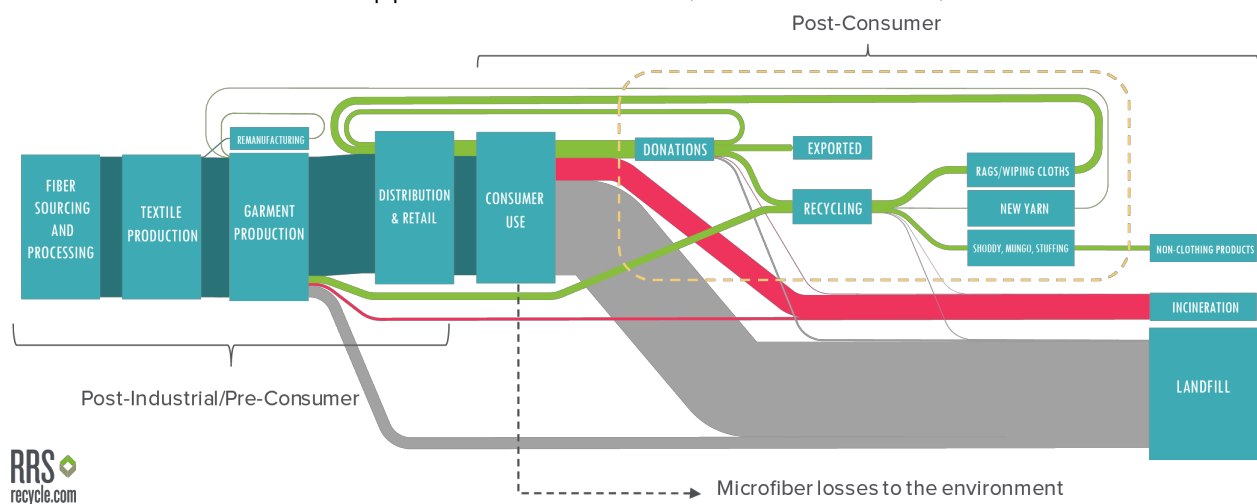 Post-Consumer
REMANUFACTURING
DONATIONS
EXPORTED
FIBER
SOURCING
AND
PROCESSING
TEXTILE
PRODUCTION
GARMENT
PRODUCTION
DISTRIBUTION
& RETAIL
CONSUMER
USE
RECYCLING
RAGS/WIPING CLOTHS
NEW YARN
SHODDY, MUNGO, STUFFING
NON-CLOTHING PRODUCTS
INCINERATION
LANDFILL
Post-Industrial/Pre-Consumer
RRS
recycle.com
Microfiber losses to the environment